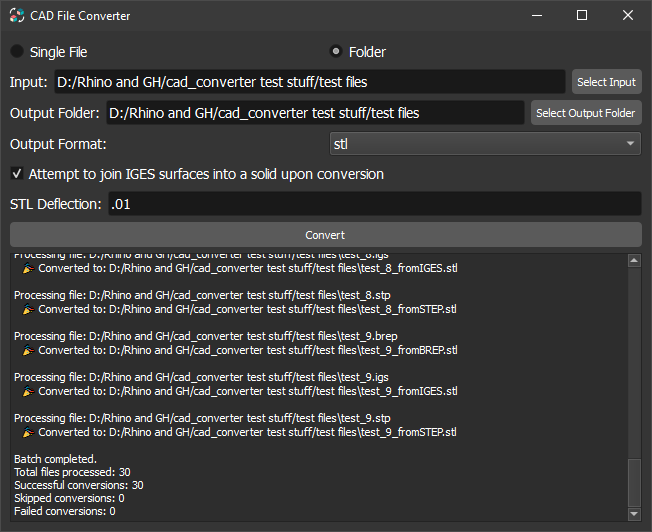 CAD File Converter
Single File
Folder
Input: D:/Rhino and GH/cad_converter test stuff/test files Select Input
Output Folder: D:/Rhino and GH/cad_converter test stuff/test files Select Output Folder
Output Format: stl
Attempt to join IGES surfaces into a solid upon conversion
STL Deflection: .01
Convert
Processing file: D:/Rhino and GH/cad_converter test stuff/test files\test_8.igs
Converted to: D:/Rhino and GH/cad_converter test stuff/test files\test_8_fromIGES.stl
Processing file: D:/Rhino and GH/cad_converter test stuff/test files\test_8.stp
Converted to: D:/Rhino and GH/cad_converter test stuff/test files\test_8_fromSTEP.stl
Processing file: D:/Rhino and GH/cad_converter test stuff/test files\test_9.brep
Converted to: D:/Rhino and GH/cad_converter test stuff/test files\test_9_fromBREP.stl
Processing file: D:/Rhino and GH/cad_converter test stuff/test files\test_9.igs
Converted to: D:/Rhino and GH/cad_converter test stuff/test files\test_9_fromIGES.stl
Processing file: D:/Rhino and GH/cad_converter test stuff/test files\test_9.stp
Converted to: D:/Rhino and GH/cad_converter test stuff/test files\test_9_fromSTEP.stl
Batch completed.
Total files processed: 30
Successful conversions: 30
Skipped conversions: 0
Failed conversions: 0